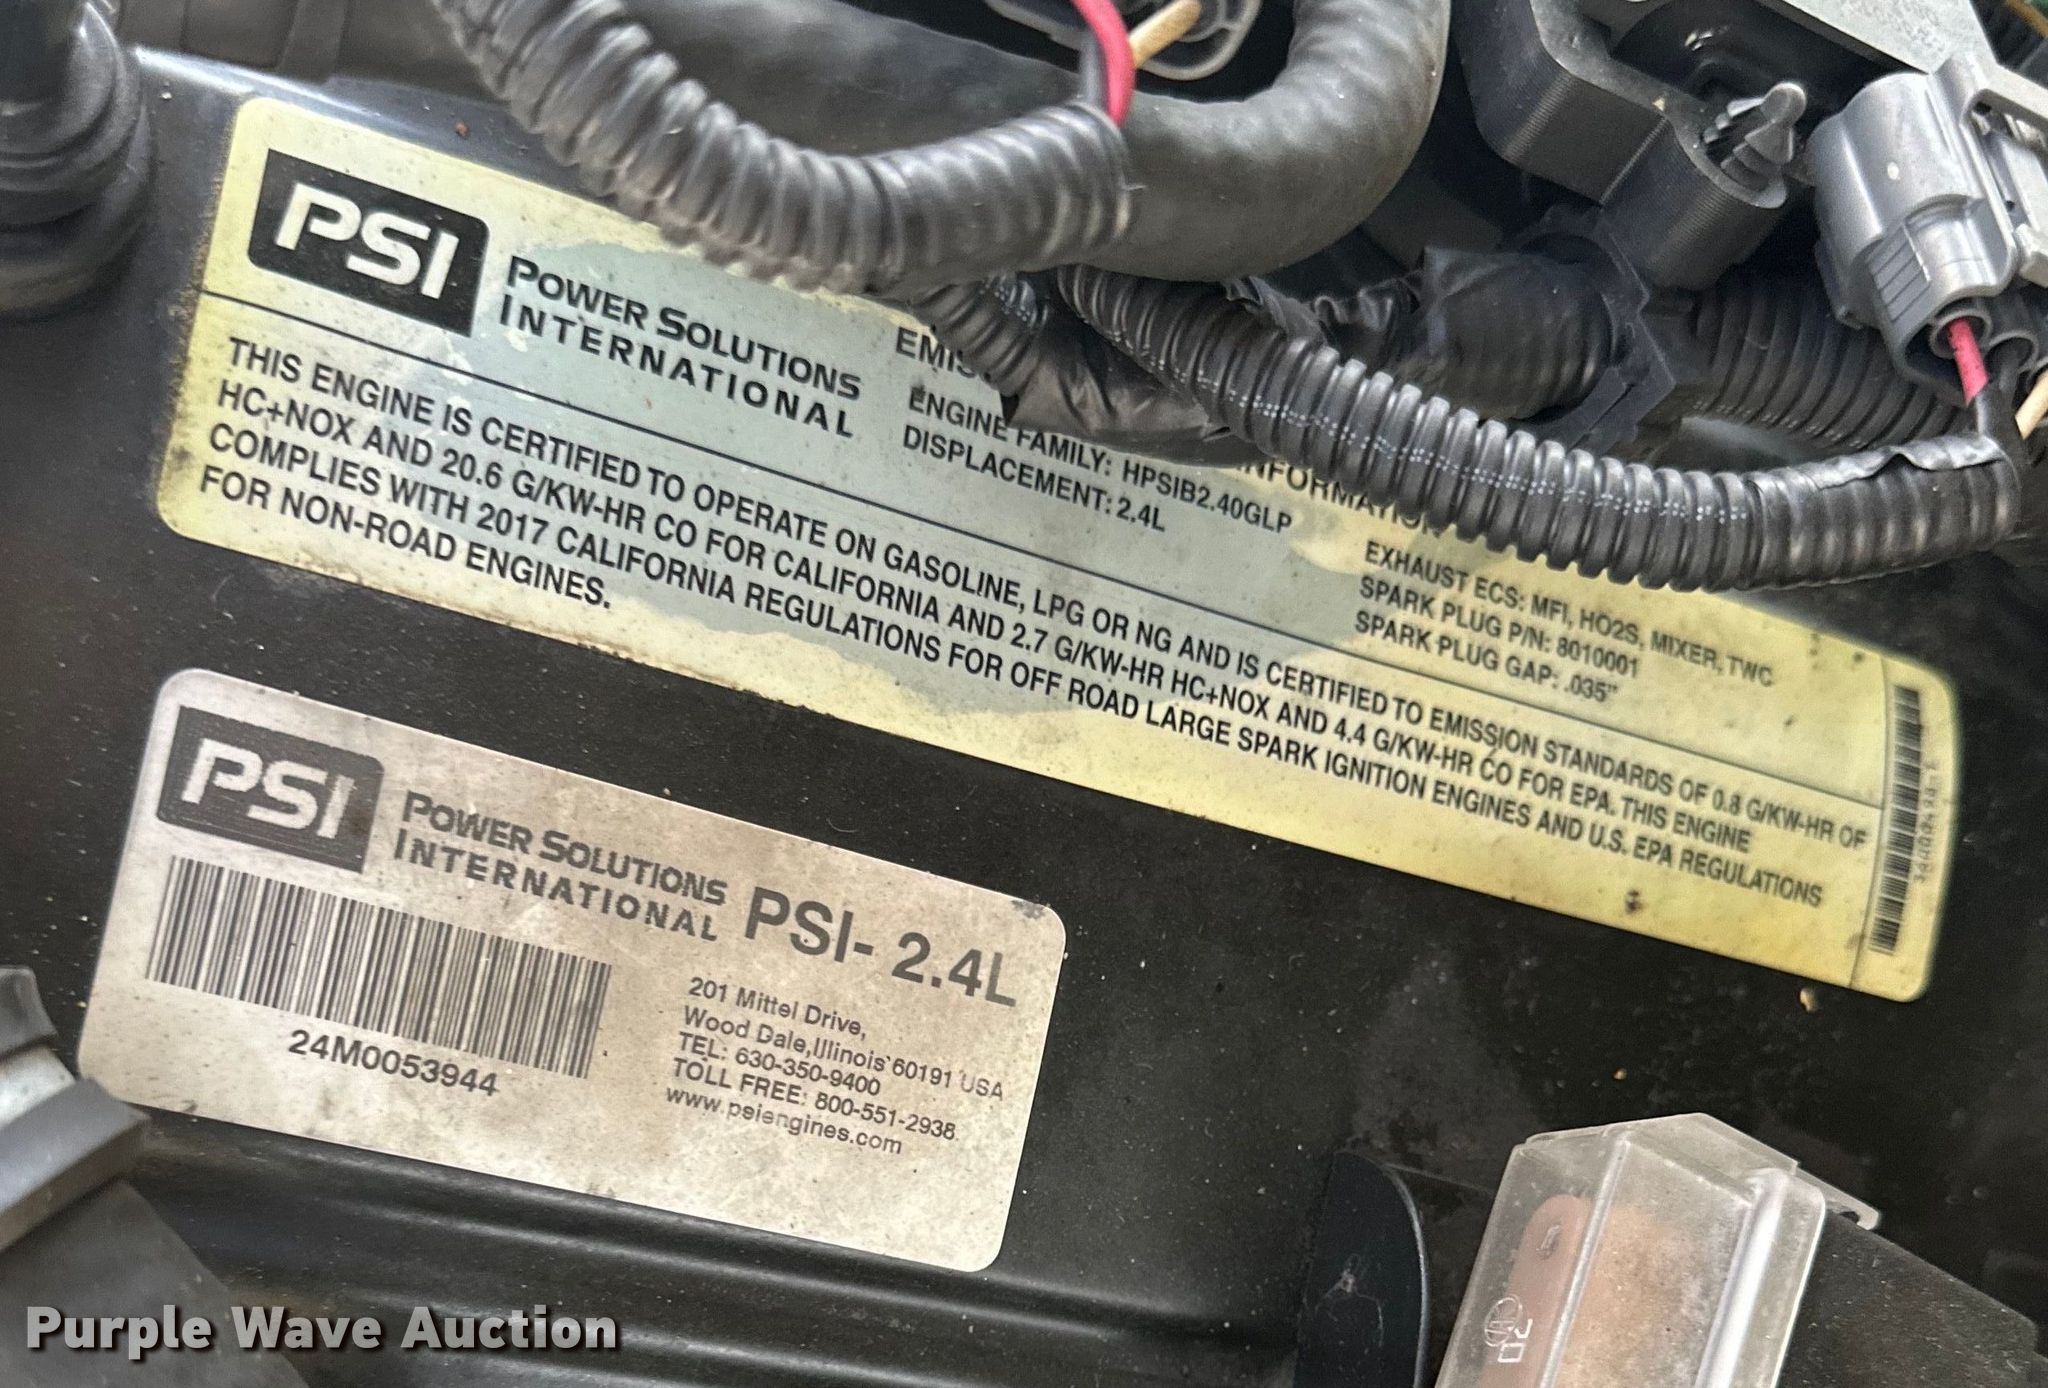 PSI
POWER SOLUTIONS
INTERNATIONAL
INFORMATION
ENGINE FAMILY: HPSIB2.40GLP
DISPLACEMENT: 2.4L
EXHAUST ECS: MFI, HO2S, MIXER, TWC
SPARK PLUG P/N: 8010001
SPARK PLUG GAP: .035"
THIS ENGINE IS CERTIFIED TO OPERATE ON GASOLINE, LPG OR NG AND IS CERTIFIED TO EMISSION STANDARDS OF 0.8 G/KW-HR OF
HC+NOX AND 20.6 G/KW-HR CO FOR CALIFORNIA AND 2.7 G/KW-HR HC+NOX AND 4.4 G/KW-HR CO FOR EPA. THIS ENGINE
COMPLIES WITH 2017 CALIFORNIA REGULATIONS FOR OFF ROAD LARGE SPARK IGNITION ENGINES AND U.S. EPA REGULATIONS
FOR NON-ROAD ENGINES.
PSI
POWER SOLUTIONS
INTERNATIONAL
PSI- 2.4L
24M0053944
201 Mittel Drive,
Wood Dale,Illinois 60191 USA
TEL: 630-350-9400
TOLL FREE: 800-551-2938
www.psiengines.com
Purple Wave Auction